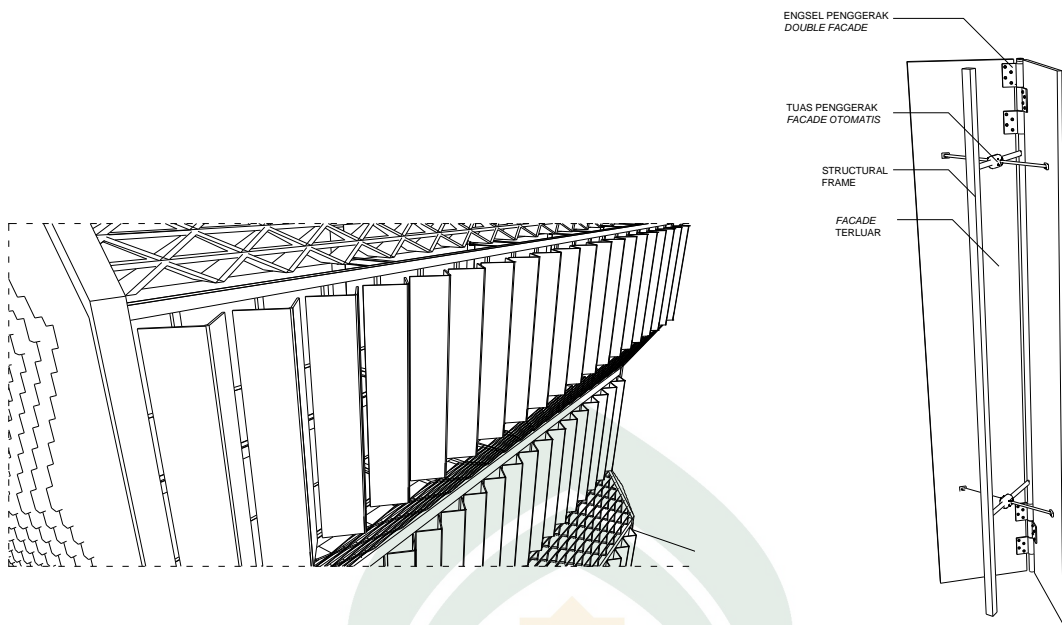 ENGSEL PENGGERAK
DOUBLE FACADE
TUAS PENGGERAK
FACADE OTOMATIS
STRUCTURAL
FRAME
FACADE
TERLUAR